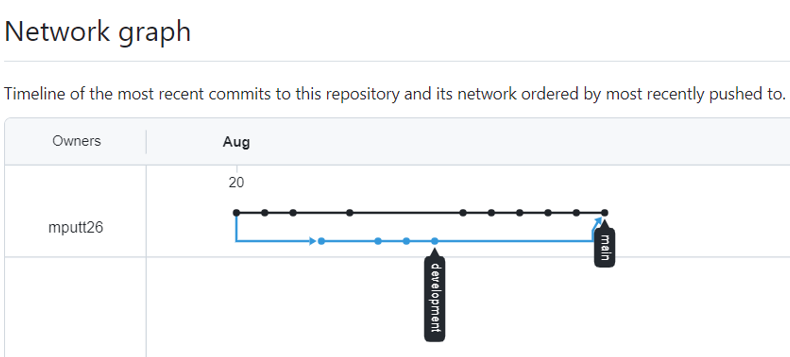 Network graph
Timeline of the most recent commits to this repository and its network ordered by most recently pushed to.
Owners
Aug
20
mputt26
main
development